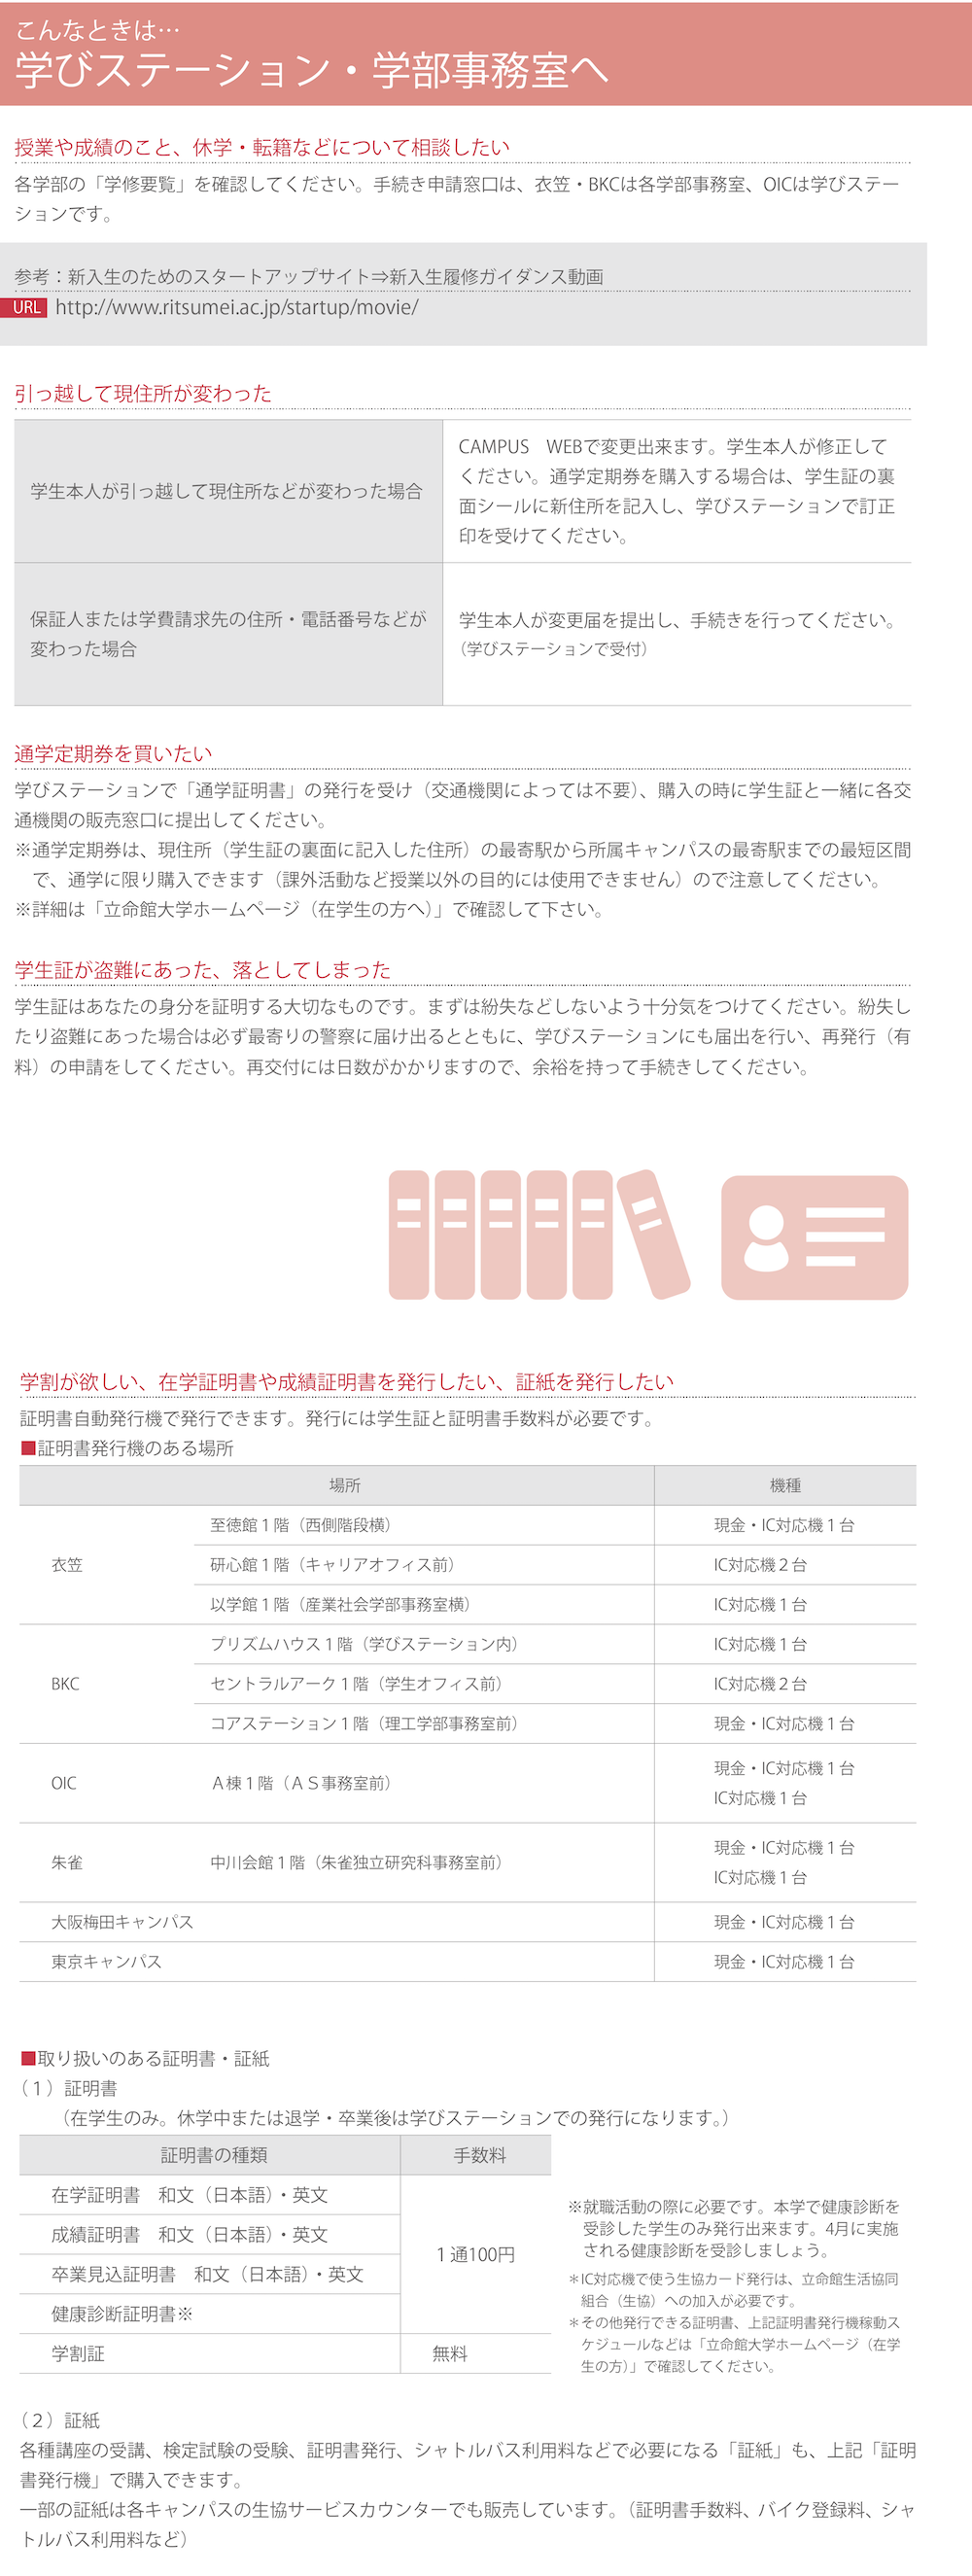 こんなときは…
学びステーション・学部事務室へ
授業や成績のこと、休学・転籍などについて相談したい
各学部の「学修要覧」を確認してください。手続き申請窓口は、衣笠・BKCは各学部事務室、OICは学びステー
ションです。
参考：新入生のためのスタートアップサイト⇒新入生履修ガイダンス動画
URL http://www.ritsumei.ac.jp/startup/movie/
引っ越して現住所が変わった
学生本人が引っ越して現住所などが変わった場合
CAMPUS　WEBで変更出来ます。学生本人が修正して
ください。通学定期券を購入する場合は、学生証の裏
面シールに新住所を記入し、学びステーションで訂正
印を受けてください。
保証人または学費請求先の住所・電話番号などが
変わった場合
学生本人が変更届を提出し、手続きを行ってください。
（学びステーションで受付）
通学定期券を買いたい
学びステーションで「通学証明書」の発行を受け（交通機関によっては不要）、購入の時に学生証と一緒に各交
通機関の販売窓口に提出してください。
※通学定期券は、現住所（学生証の裏面に記入した住所）の最寄駅から所属キャンパスの最寄駅までの最短区間
で、通学に限り購入できます（課外活動など授業以外の目的には使用できません）ので注意してください。
※詳細は「立命館大学ホームページ（在学生の方へ）」で確認して下さい。
学生証が盗難にあった、落としてしまった
学生証はあなたの身分を証明する大切なものです。まずは紛失などしないよう十分気をつけてください。紛失し
たり盗難にあった場合は必ず最寄りの警察に届け出るとともに、学びステーションにも届出を行い、再発行（有
料）の申請をしてください。再交付には日数がかかりますので、余裕を持って手続きしてください。
学割が欲しい、在学証明書や成績証明書を発行したい、証紙を発行したい
証明書自動発行機で発行できます。発行には学生証と証明書手数料が必要です。
■証明書発行機のある場所
場所 機種
衣笠
至徳館１階（西側階段横） 現金・IC対応機１台
研心館１階（キャリアオフィス前） IC対応機２台
以学館１階（産業社会学部事務室横） IC対応機１台
BKC
プリズムハウス１階（学びステーション内） IC対応機１台
セントラルアーク１階（学生オフィス前） IC対応機２台
コアステーション１階（理工学部事務室前） 現金・IC対応機１台
OIC Ａ棟１階（ＡＳ事務室前）
現金・IC対応機１台
IC対応機１台
朱雀 中川会館１階（朱雀独立研究科事務室前）
現金・IC対応機１台
IC対応機１台
大阪梅田キャンパス 現金・IC対応機１台
東京キャンパス 現金・IC対応機１台
■取り扱いのある証明書・証紙
（１）証明書
（在学生のみ。休学中または退学・卒業後は学びステーションでの発行になります。）
証明書の種類 手数料
在学証明書　和文（日本語）・英文
成績証明書　和文（日本語）・英文
卒業見込証明書　和文（日本語）・英文
健康診断証明書※
１通100円
学割証 無料
※就職活動の際に必要です。本学で健康診断を
受診した学生のみ発行出来ます。4月に実施
される健康診断を受診しましょう。
＊IC対応機で使う生協カード発行は、立命館生活協同
組合（生協）への加入が必要です。
＊その他発行できる証明書、上記証明書発行機稼動ス
ケジュールなどは「立命館大学ホームページ（在学
生の方）」で確認してください。
（２）証紙
各種講座の受講、検定試験の受験、証明書発行、シャトルバス利用料などで必要になる「証紙」も、上記「証明
書発行機」で購入できます。
一部の証紙は各キャンパスの生協サービスカウンターでも販売しています。（証明書手数料、バイク登録料、シャ
トルバス利用料など）